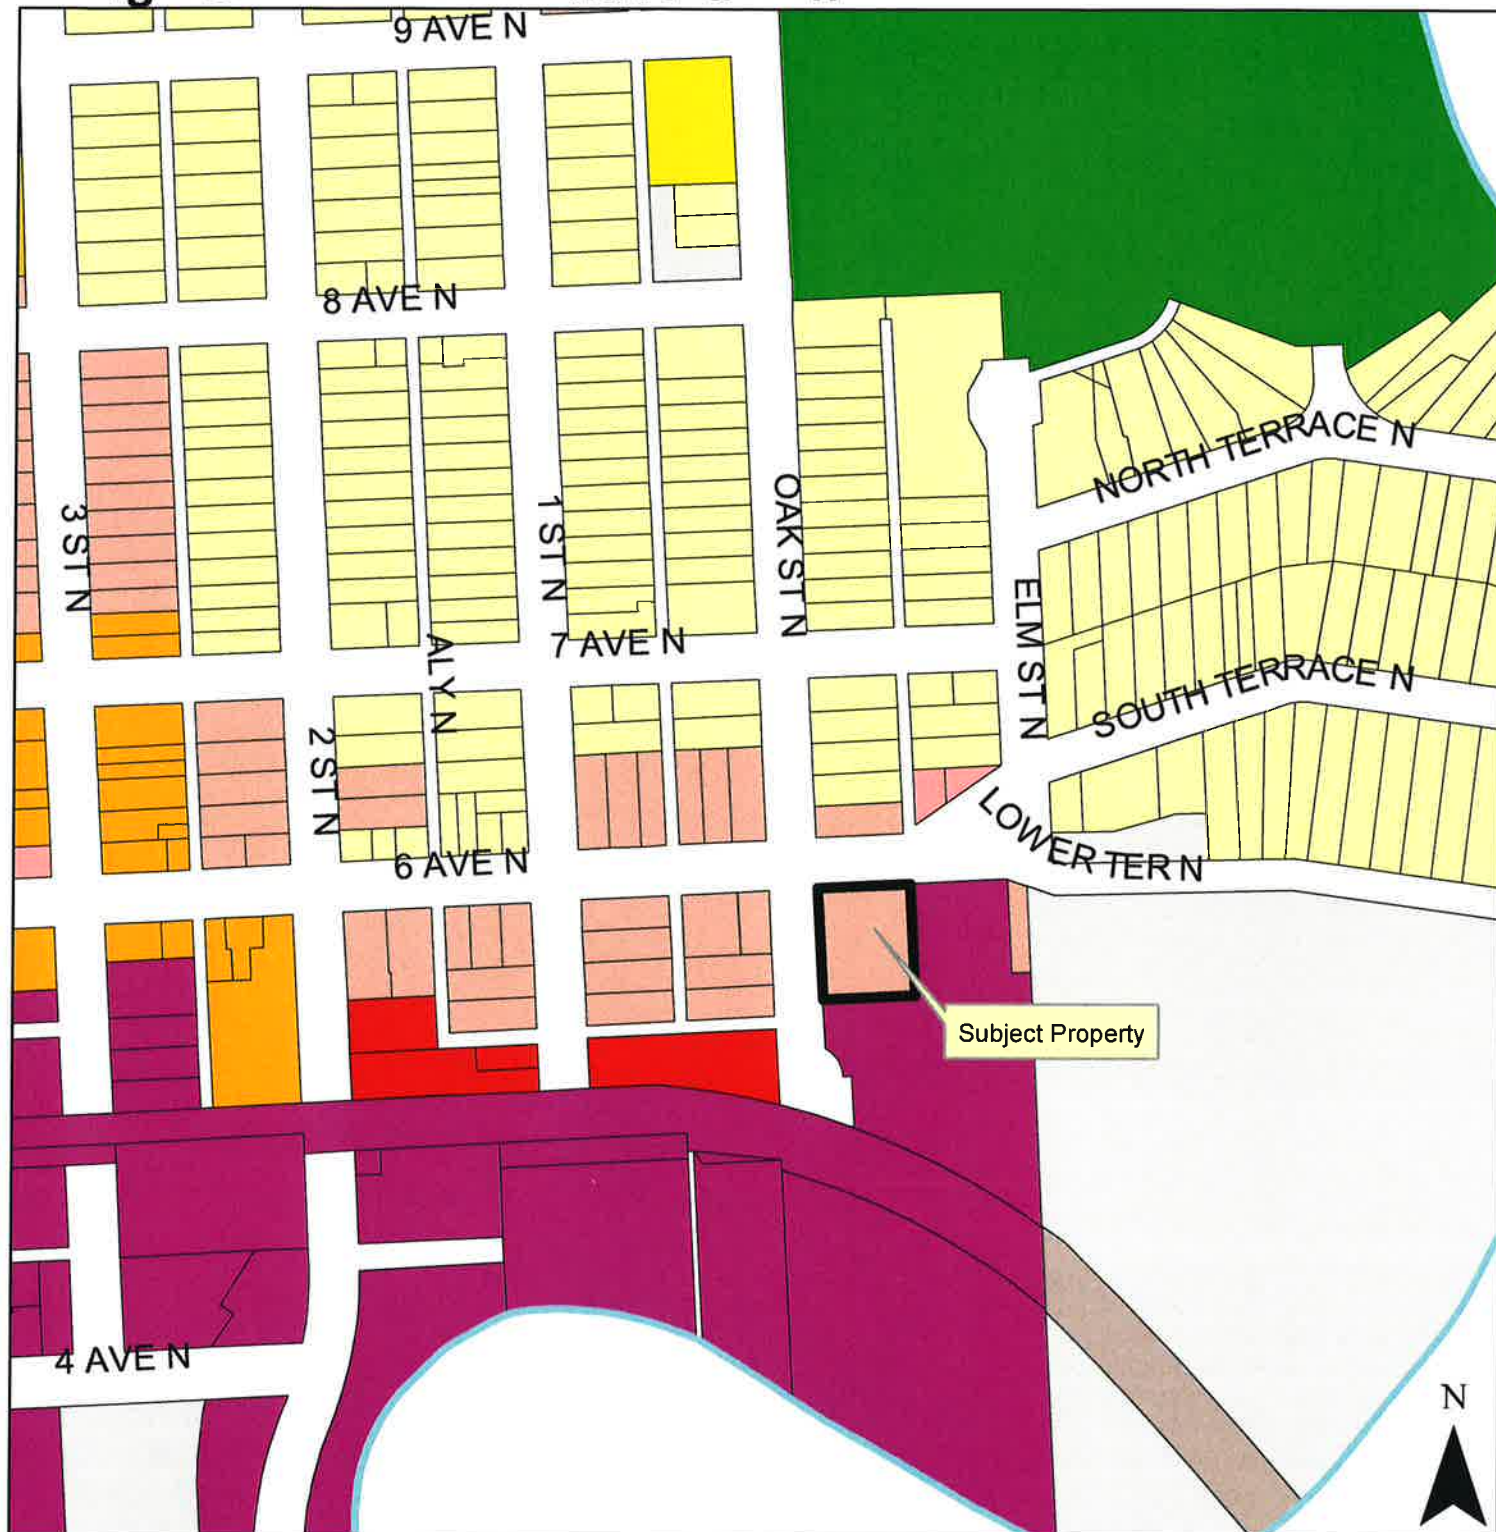 9 AVE N
8 AVE N
NORTH TERRACE N
3 ST N
1 ST N
OAK ST N
ELM ST N
7 AVE N
ALY N
SOUTH TERRACE N
2 ST N
LOWER TER N
6 AVE N
Subject Property
4 AVE N
N